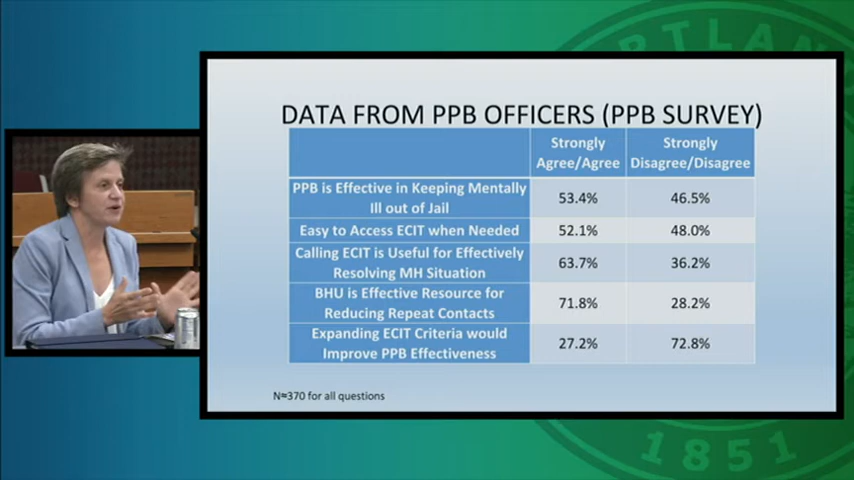 PORTLAN
DATA FROM PPB OFFICERS (PPB SURVEY)
Strongly Agree/Agree
Strongly Disagree/Disagree
PPB is Effective in Keeping Mentally Ill out of Jail
53.4%
46.5%
Easy to Access ECIT when Needed
52.1%
48.0%
Calling ECIT is Useful for Effectively Resolving MH Situation
63.7%
36.2%
BHU is Effective Resource for Reducing Repeat Contacts
71.8%
28.2%
Expanding ECIT Criteria would Improve PPB Effectiveness
27.2%
72.8%
N≈370 for all questions
1851